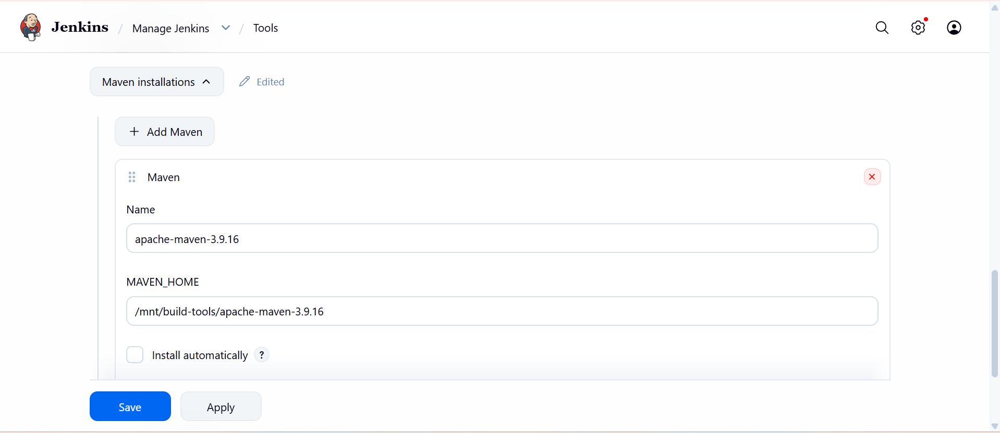 Jenkins / Manage Jenkins / Tools
Maven installations Edited
+ Add Maven
Maven
Name
apache-maven-3.9.16
MAVEN_HOME
/mnt/build-tools/apache-maven-3.9.16
Install automatically ?
Save Apply